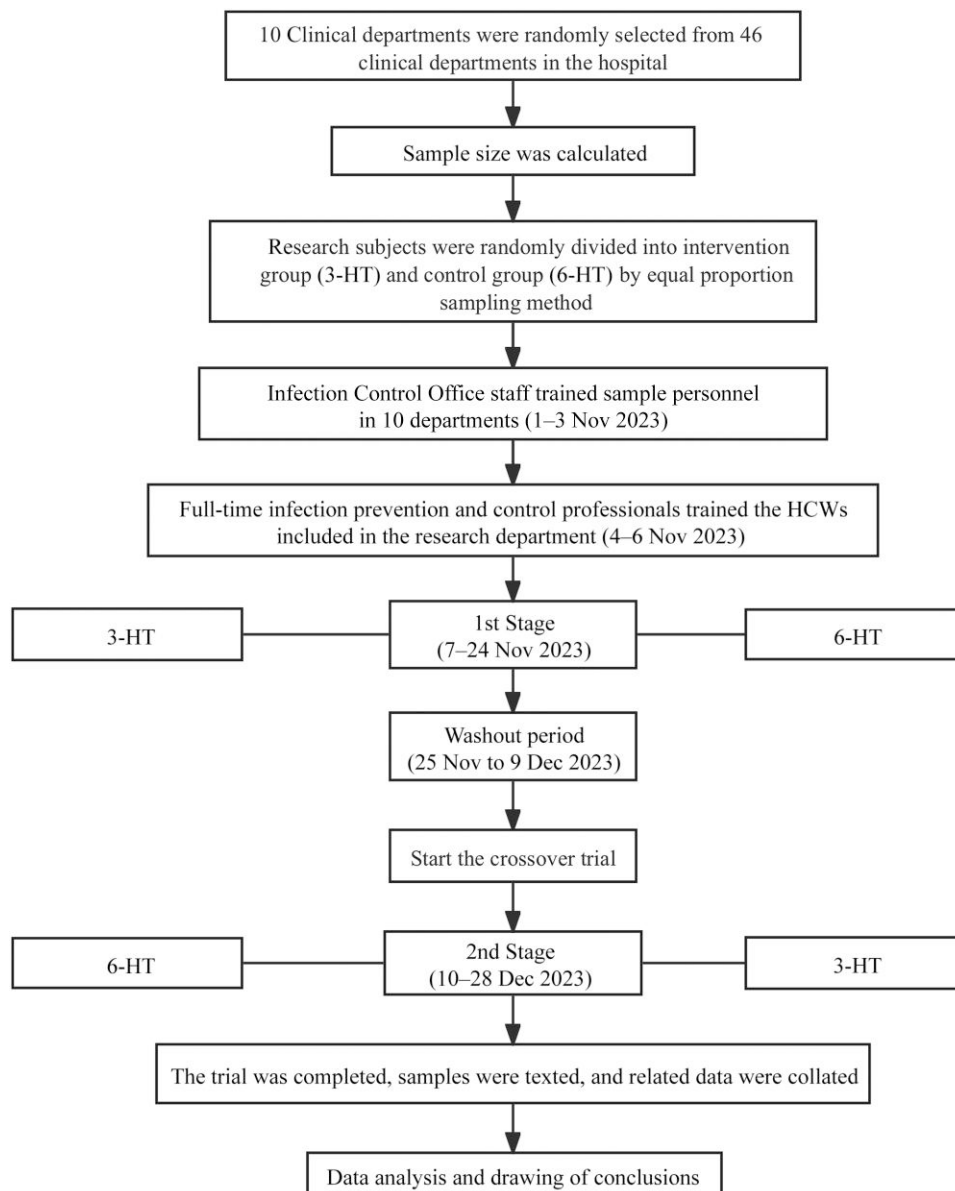 10 Clinical departments were randomly selected from 46
clinical departments in the hospital
Sample size was calculated
Research subjects were randomly divided into intervention
group (3-HT) and control group (6-HT) by equal proportion
sampling method
Infection Control Office staff trained sample personnel
in 10 departments (1–3 Nov 2023)
Full-time infection prevention and control professionals trained the HCWs
included in the research department (4–6 Nov 2023)
3-HT
1st Stage
(7–24 Nov 2023)
6-HT
Washout period
(25 Nov to 9 Dec 2023)
Start the crossover trial
6-HT
2nd Stage
(10–28 Dec 2023)
3-HT
The trial was completed, samples were texted, and related data were collated
Data analysis and drawing of conclusions